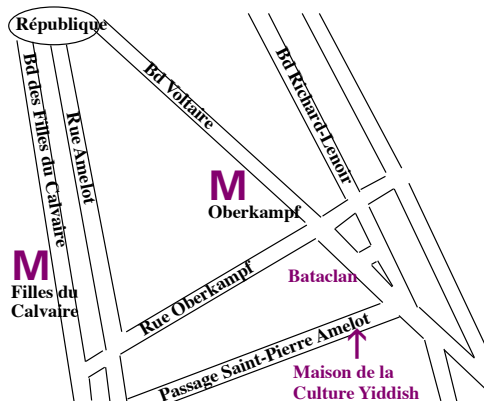 République
Bd des Filles du Calvaire
Rue Amelot
Bd Voltaire
Bd Richard-Lenoir
M
Oberkampf
M
Filles du
Calvaire
Rue Oberkampf
Bataclan
Passage Saint-Pierre Amelot
Maison de la
Culture Yiddish